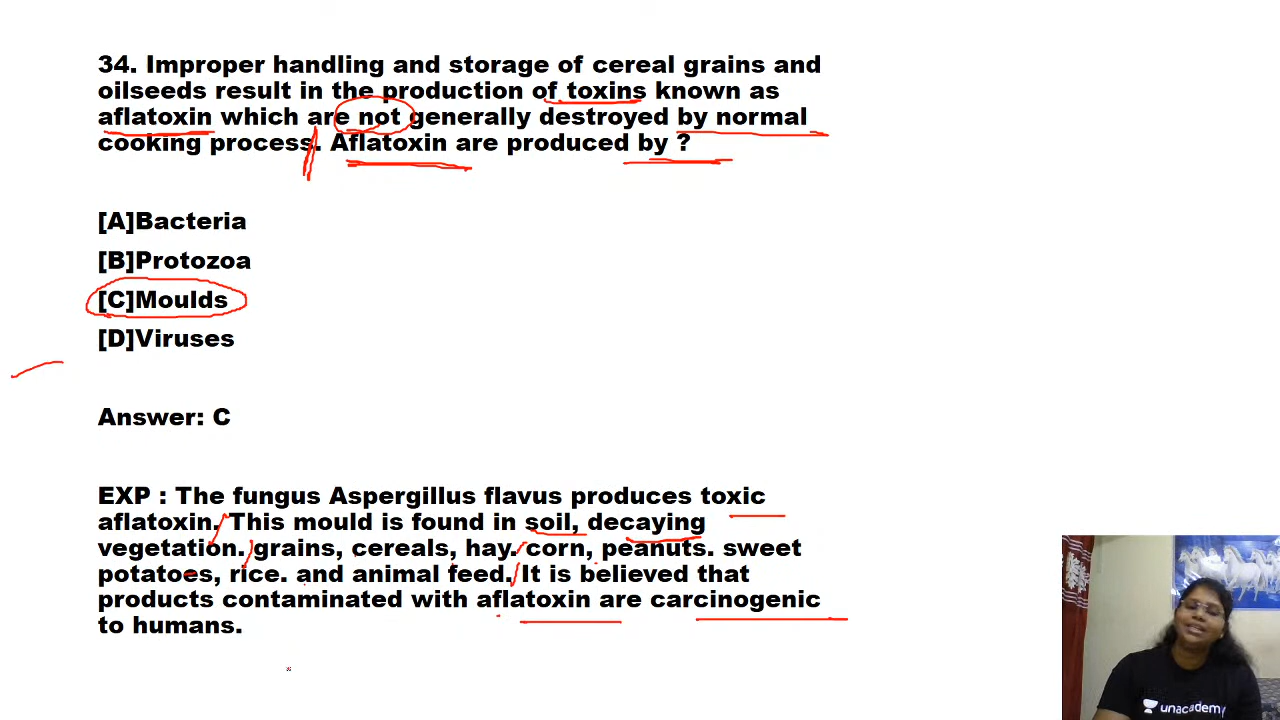 34. Improper handling and storage of cereal grains and
oilseeds result in the production of toxins known as
aflatoxin which are not generally destroyed by normal
cooking process. Aflatoxin are produced by ?
[A]Bacteria
[B]Protozoa
[C]Moulds
[D]Viruses
Answer: C
EXP : The fungus Aspergillus flavus produces toxic
aflatoxin. This mould is found in soil, decaying
vegetation. grains, cereals, hay. corn, peanuts. sweet
potatoes, rice. and animal feed. It is believed that
products contaminated with aflatoxin are carcinogenic
to humans.
unacademy